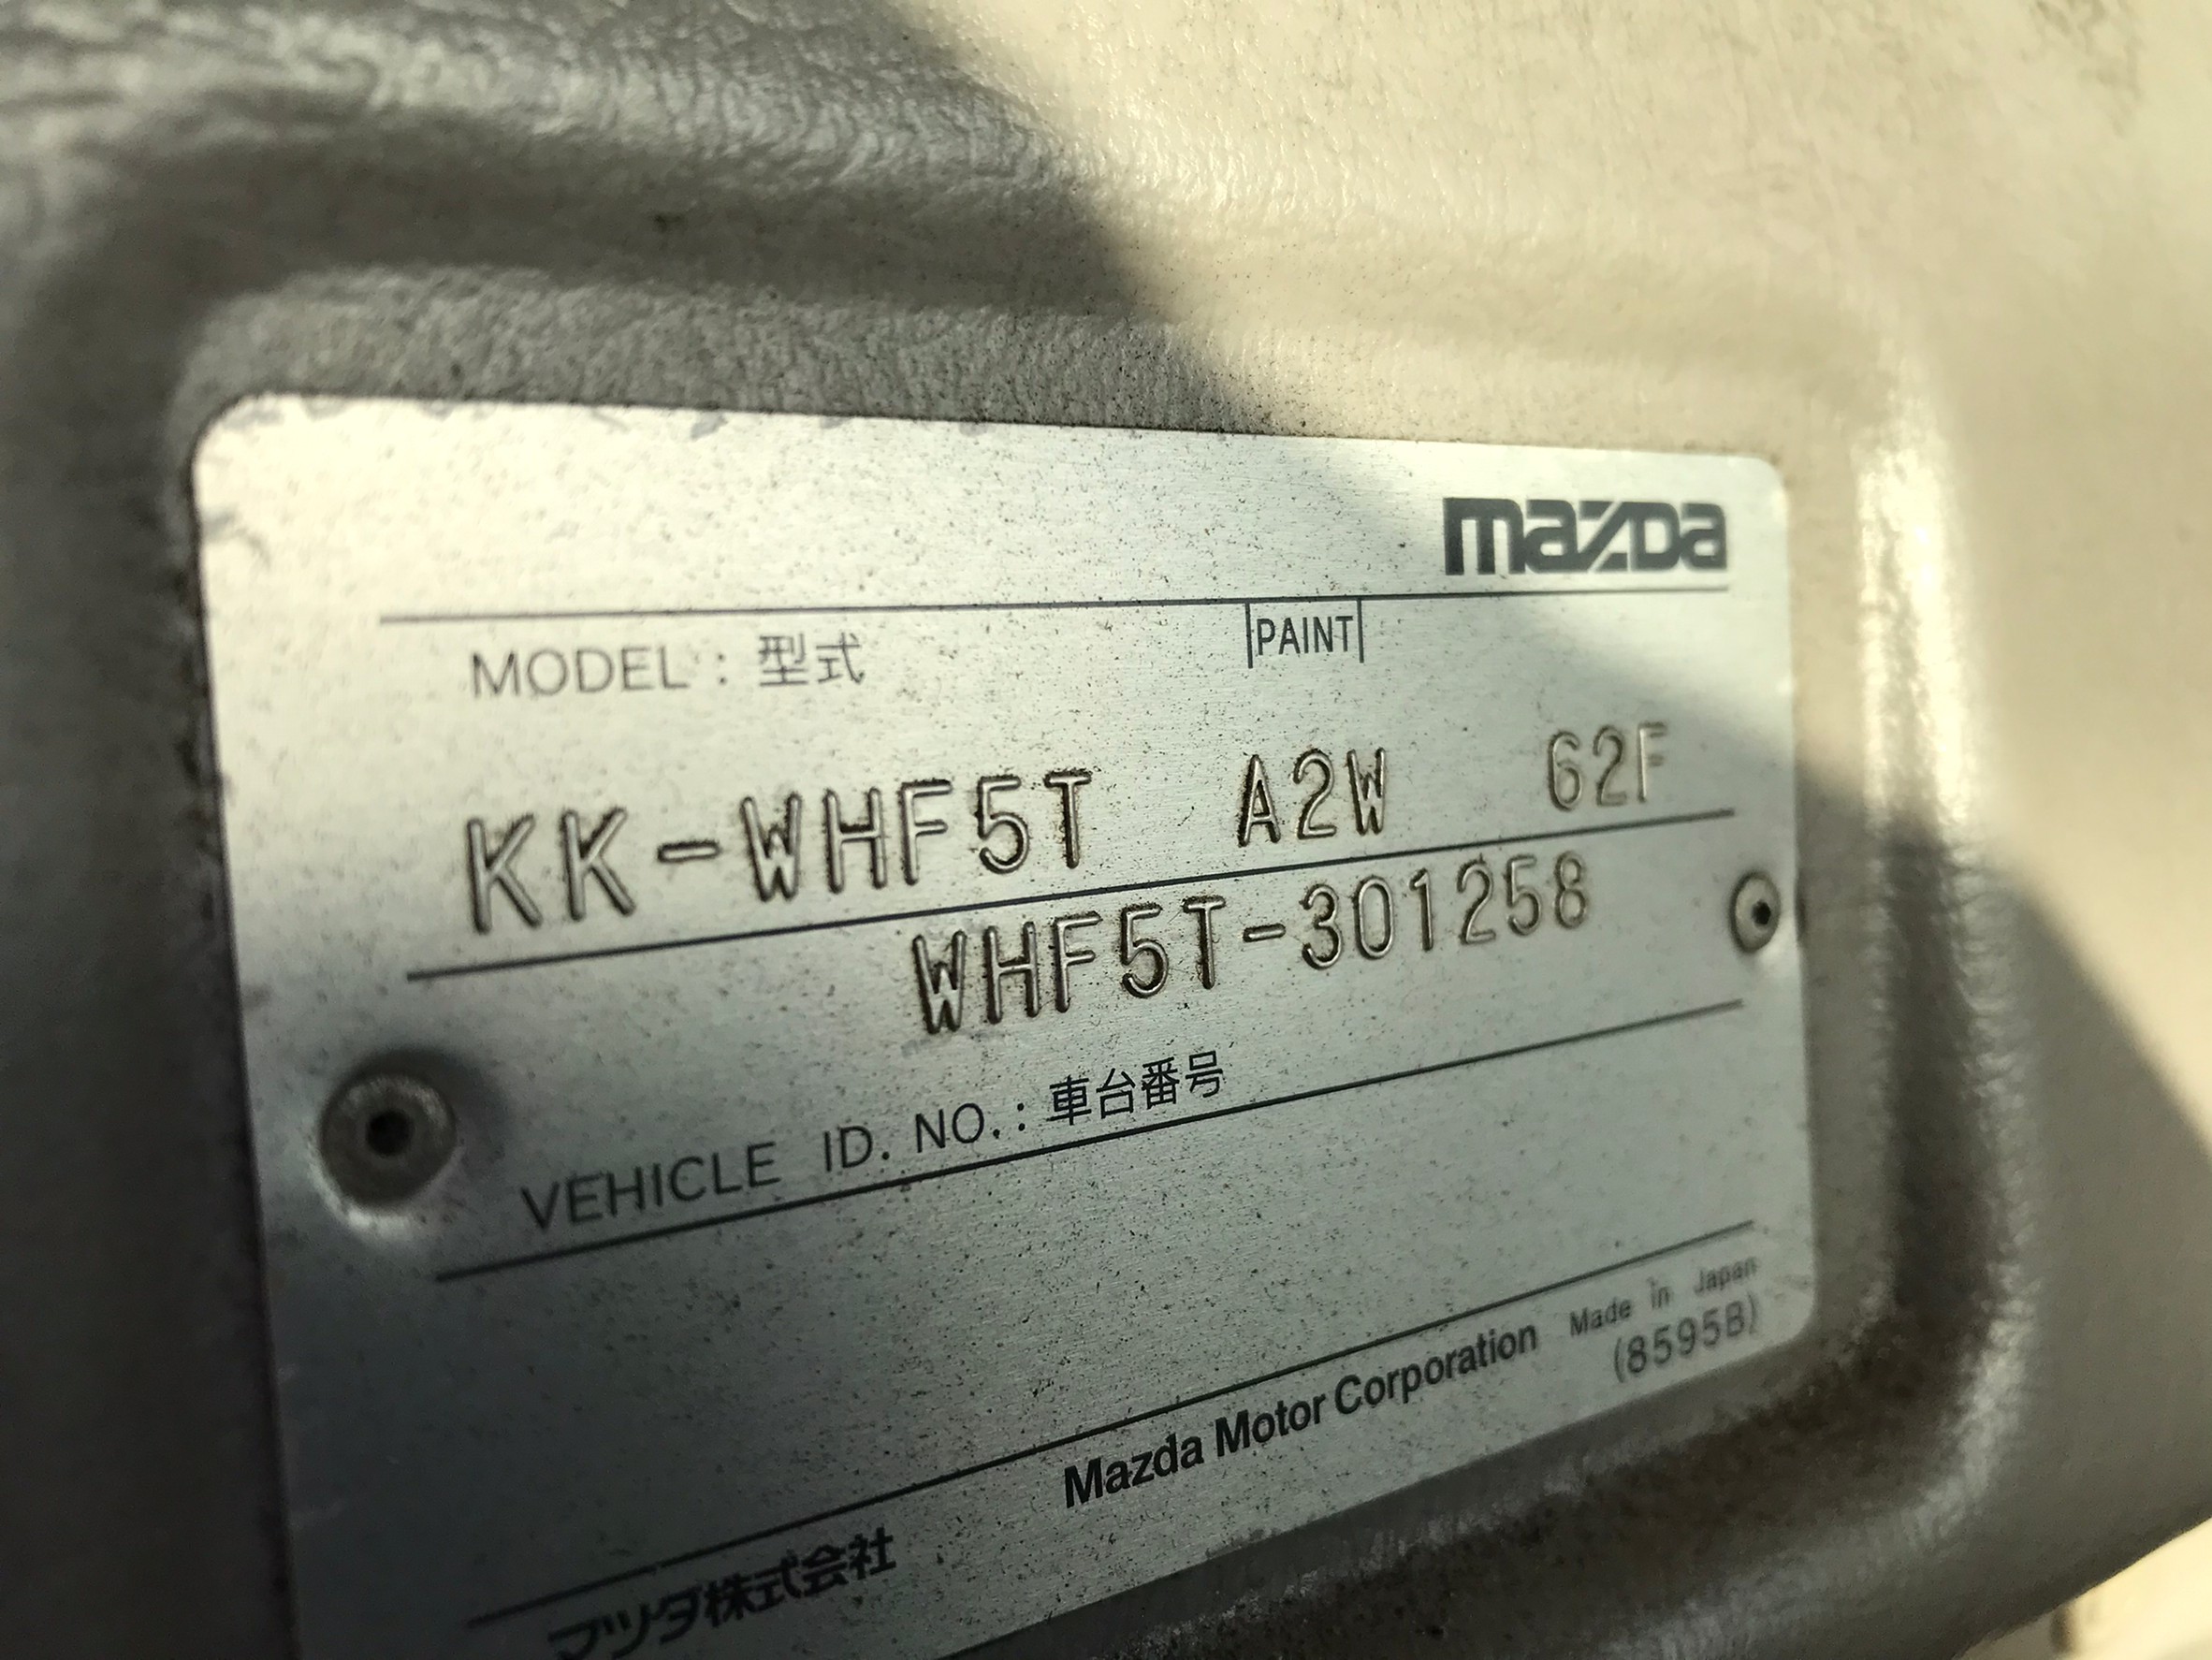 mazda
MODEL : 型式 PAINT
KK-WHF5T A2W 62F
WHF5T-301258
VEHICLE ID. NO. : 車台番号
マツダ株式会社 Mazda Motor Corporation Made in Japan
(8595B)